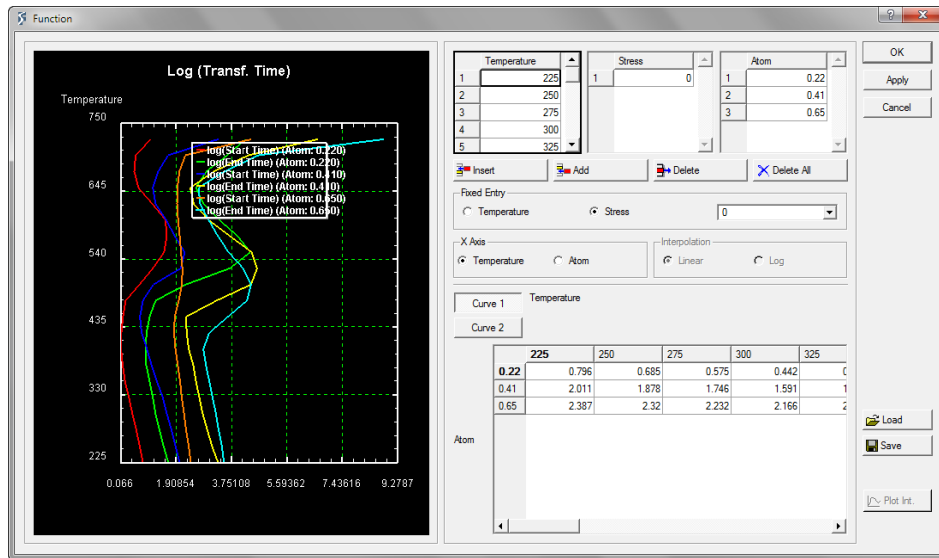 Function
Log (Transf. Time)
Temperature
750
645
540
435
330
225
0.066 1.90854 3.75108 5.59362 7.43616 9.2787
log(Start Time) (Atom: 0.220)
log(End Time) (Atom: 0.220)
log(Start Time) (Atom: 0.410)
log(End Time) (Atom: 0.410)
log(Start Time) (Atom: 0.650)
log(End Time) (Atom: 0.650)
Temperature
1 225
2 250
3 275
4 300
5 325
Stress
1 0
Atom
1 0.22
2 0.41
3 0.65
Insert Add Delete Delete All
Fixed Entry
Temperature Stress 0
X Axis
Temperature Atom
Interpolation
Linear Log
Curve 1 Temperature
Curve 2
225 250 275 300 325
0.22 0.796 0.685 0.575 0.442
0.41 2.011 1.878 1.746 1.591 1
0.65 2.387 2.32 2.232 2.166 2
Atom
OK
Apply
Cancel
Load
Save
Plot Int.